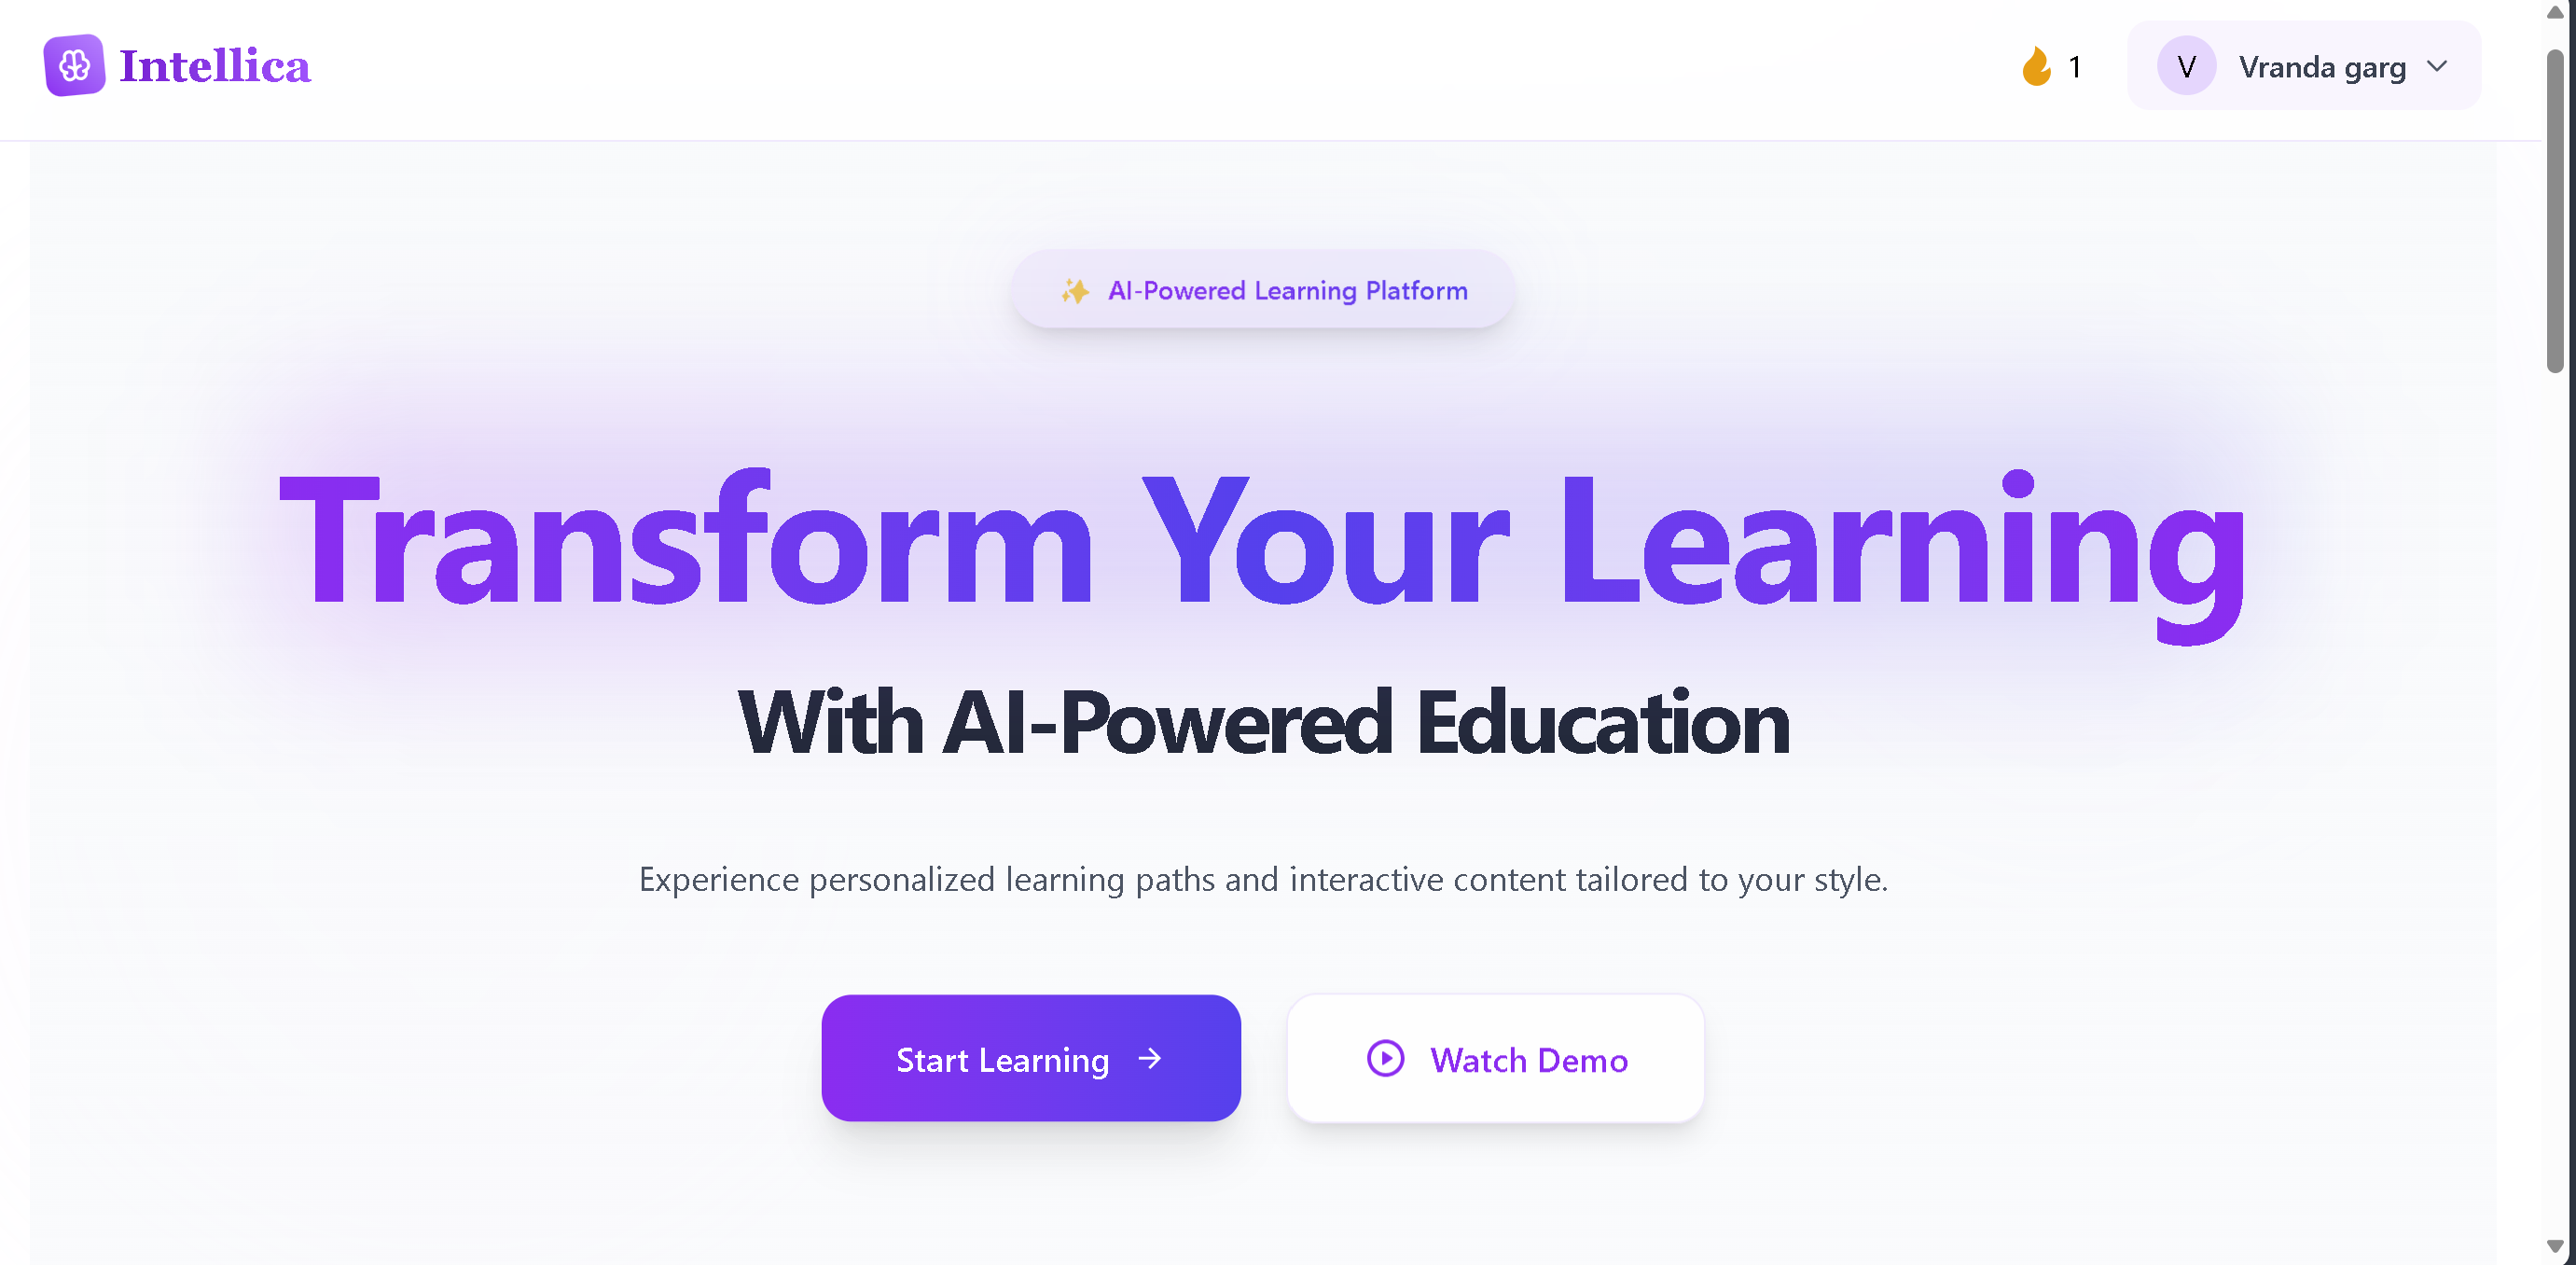 Intellica
1
V
Vranda garg
✨ AI-Powered Learning Platform
Transform Your Learning
With AI-Powered Education
Experience personalized learning paths and interactive content tailored to your style.
Start Learning →
Watch Demo